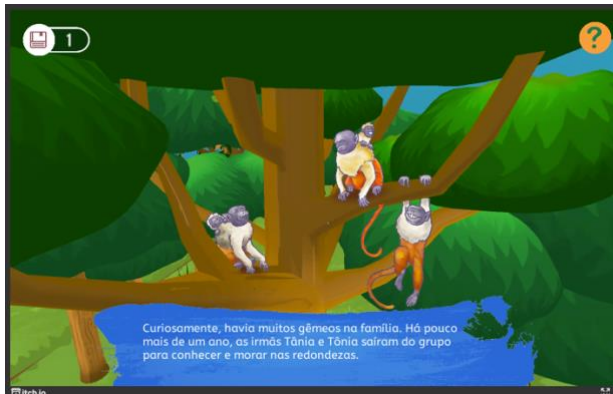 1
?
Curiosamente, havia muitos gêmeos na família. Há pouco
mais de um ano, as irmãs Tânia e Tônia saíram do grupo
para conhecer e morar nas redondezas.
itch.io